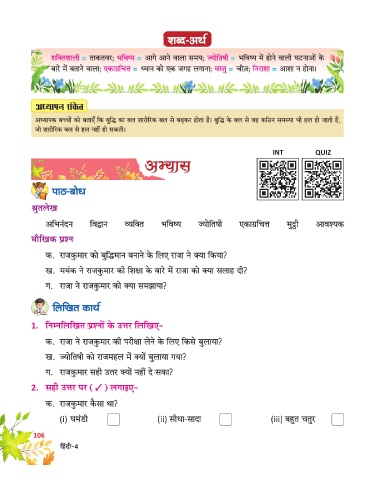 शब्द-अर्थ
शक्तिशाली = ताकतवर; भविष्य = आगे आने वाला समय; ज्योतिषी = भविष्य में होने वाली घटनाओं के
बारे में बताने वाला; एकाग्रचित्त = ध्यान को एक जगह लगाना; वस्तु = चीज़; निराशा = आशा न होना।
अध्यापन संकेत
अध्यापक बच्चों को बताएँ कि बुद्धि का बल शारीरिक बल से बढ़कर होता है। बुद्धि के बल से वह कठिन समस्या भी हल हो जाती है,
जो शारीरिक बल से हल नहीं हो सकती।
INT QUIZ
अभ्यास
पाठ-बोध
श्रुतलेख
अभिनंदन विद्वान व्यक्ति भविष्य ज्योतिषी एकाग्रचित्त मुट्ठी आवश्यक
मौखिक प्रश्न
क. राजकुमार को बुद्धिमान बनाने के लिए राजा ने क्या किया?
ख. मयंक ने राजकुमार की शिक्षा के बारे में राजा को क्या सलाह दी?
ग. राजा ने राजकुमार को क्या समझाया?
लिखित कार्य
1. निम्नलिखित प्रश्नों के उत्तर लिखिए–
क. राजा ने राजकुमार की परीक्षा लेने के लिए किसे बुलाया?
ख. ज्योतिषी को राजमहल में क्यों बुलाया गया?
ग. राजकुमार सही उत्तर क्यों नहीं दे सका?
2. सही उत्तर पर (✓) लगाइए–
क. राजकुमार कैसा था?
(i) घमंडी (ii) सीधा-सादा (iii) बहुत चतुर
106
हिंदी-4